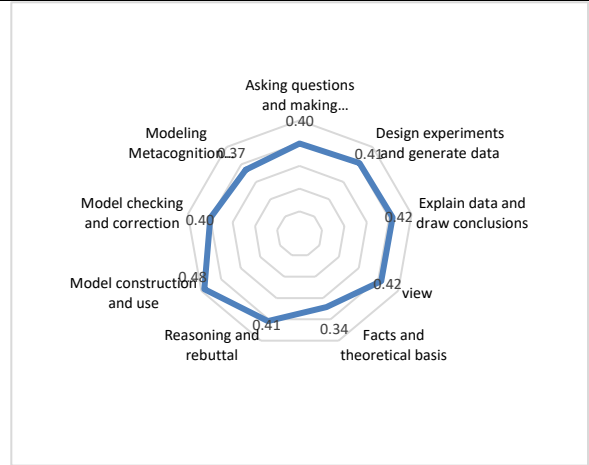 Asking questions
and making…
0.40
Design experiments
and generate data
0.41
Explain data and
draw conclusions
0.42
view
0.42
Facts and
theoretical basis
0.34
Reasoning and
rebuttal
0.41
Model construction
and use
0.48
Model checking
and correction
0.40
Modeling
Metacognition…
0.37